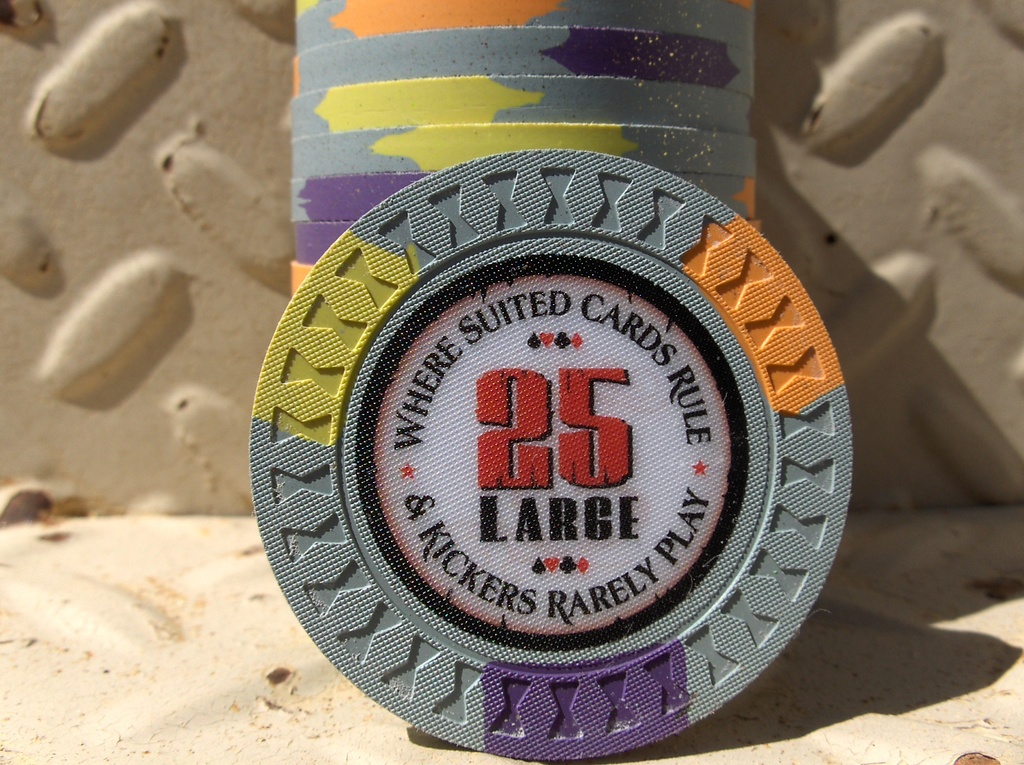 WHERE SUITED CARDS RULE
25
LARGE
& KICKERS RARELY PLAY